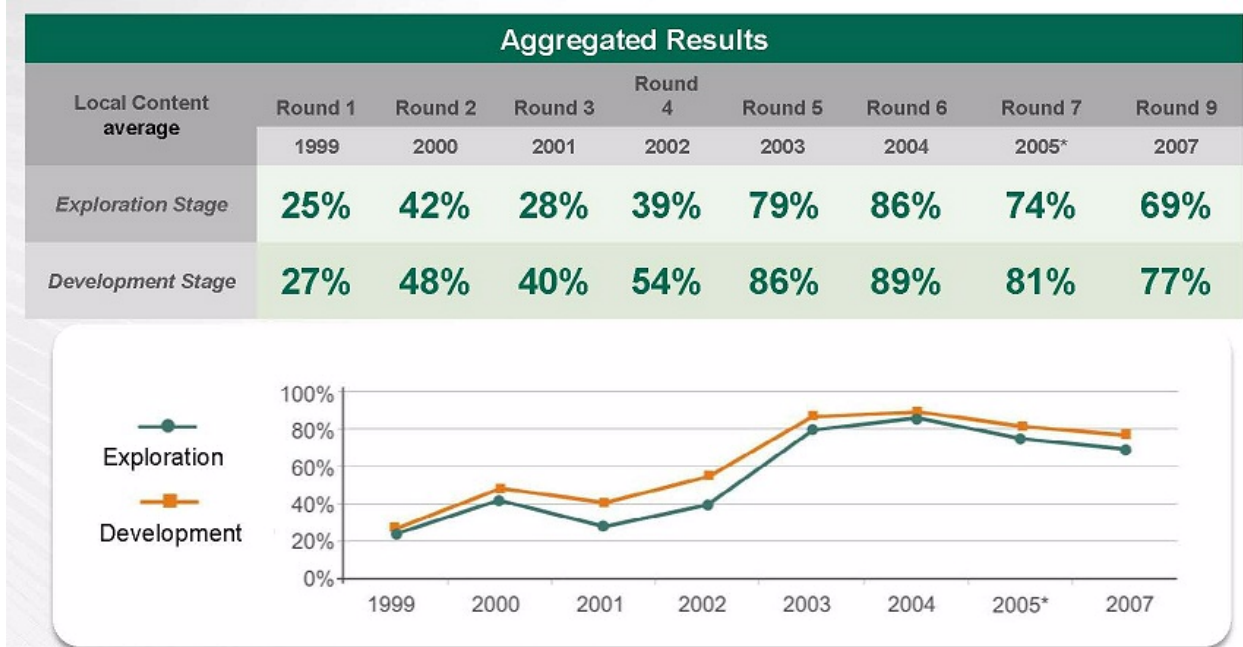 Aggregated Results
Local Content average Round 1 Round 2 Round 3 Round 4 Round 5 Round 6 Round 7 Round 9
1999 2000 2001 2002 2003 2004 2005* 2007
Exploration Stage 25% 42% 28% 39% 79% 86% 74% 69%
Development Stage 27% 48% 40% 54% 86% 89% 81% 77%
Exploration
Development
100%
80%
60%
40%
20%
0%
1999 2000 2001 2002 2003 2004 2005* 2007